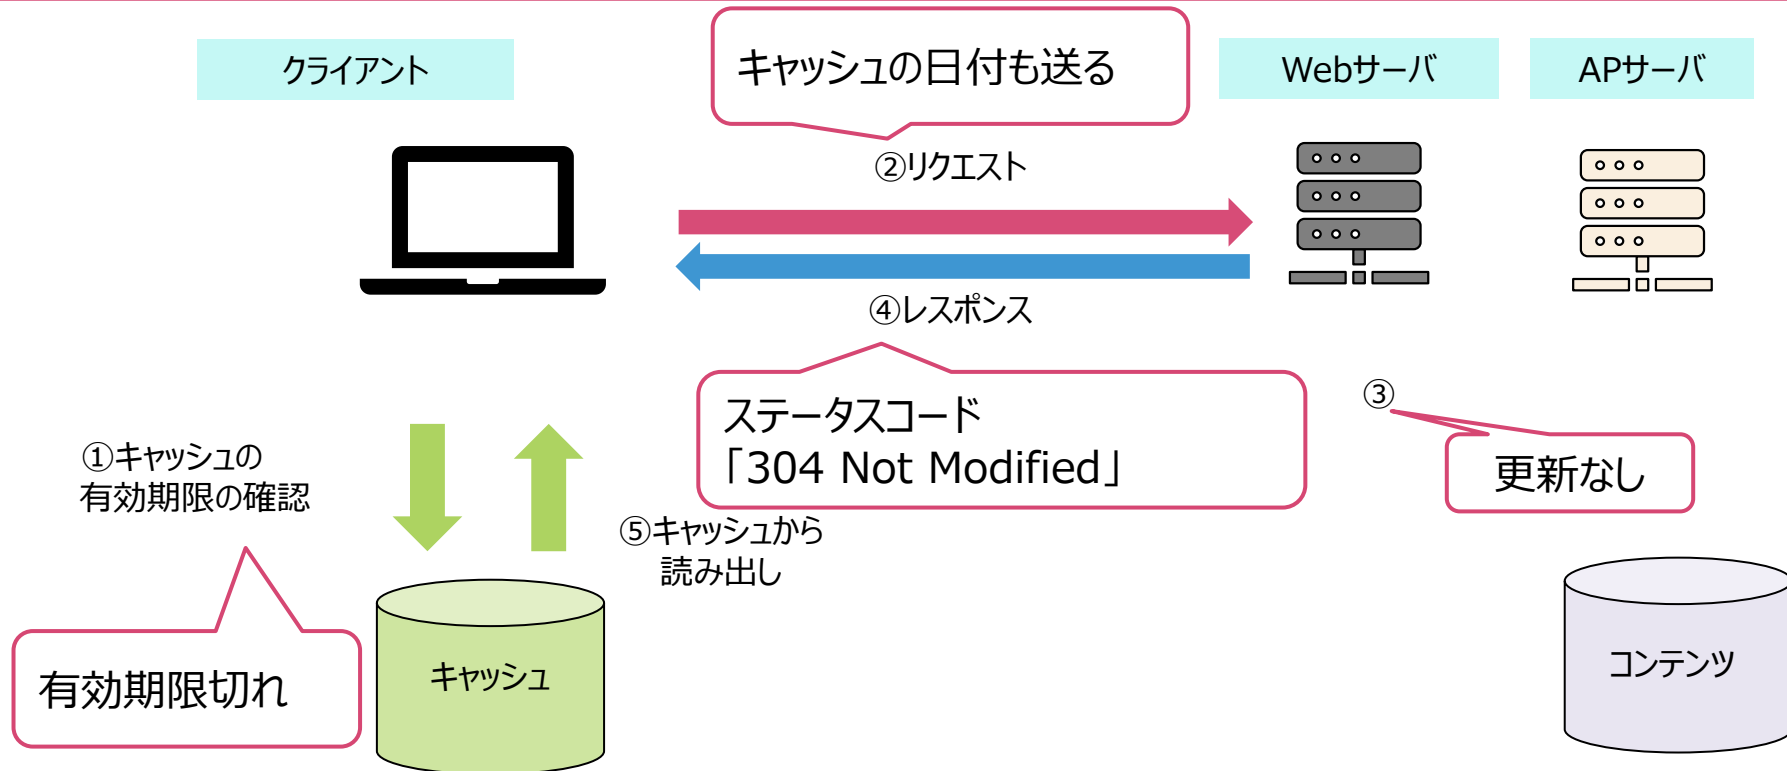 クライアント
キャッシュの日付も送る
Webサーバ
APサーバ
②リクエスト
④レスポンス
ステータスコード
「304 Not Modified」
③
更新なし
①キャッシュの
有効期限の確認
⑤キャッシュから
読み出し
有効期限切れ
キャッシュ
コンテンツ